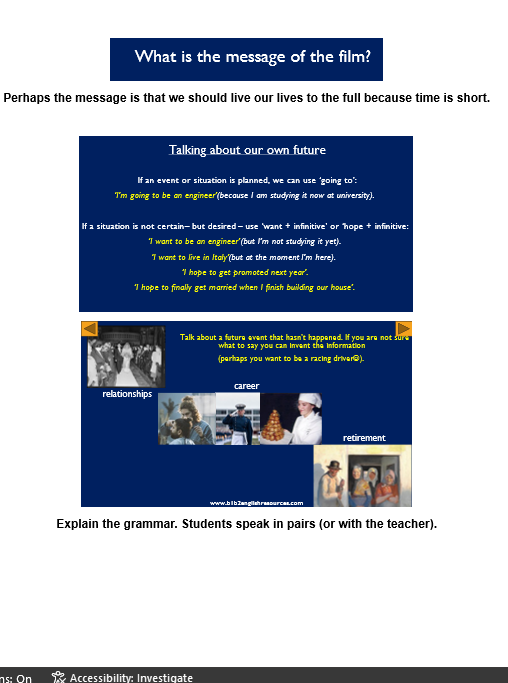 What is the message of the film?
Perhaps the message is that we should live our lives to the full because time is short.
Talking about our own future
If an event or situation is planned, we can use 'going to':
'I'm going to be an engineer'(because I am studying it now at university).
If a situation is not certain– but desired – use 'want + infinitive' or 'hope + infinitive:
'I want to be an engineer'(but I'm not studying it yet).
'I want to live in Italy'(but at the moment I'm here).
'I hope to get promoted next year'.
'I hope to finally get married when I finish building our house'.
Talk about a future event that hasn't happened. If you are not sure
what to say you can invent the information
(perhaps you want to be a racing driver☺).
relationships
career
retirement
www.b1b2englishresources.com
Explain the grammar. Students speak in pairs (or with the teacher).
ns: On Accessibility: Investigate